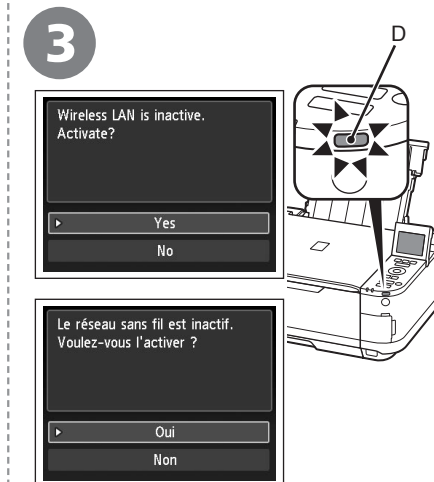 3
D
Wireless LAN is inactive.
Activate?
Yes
No
Le réseau sans fil est inactif.
Voulez-vous l'activer ?
Oui
Non